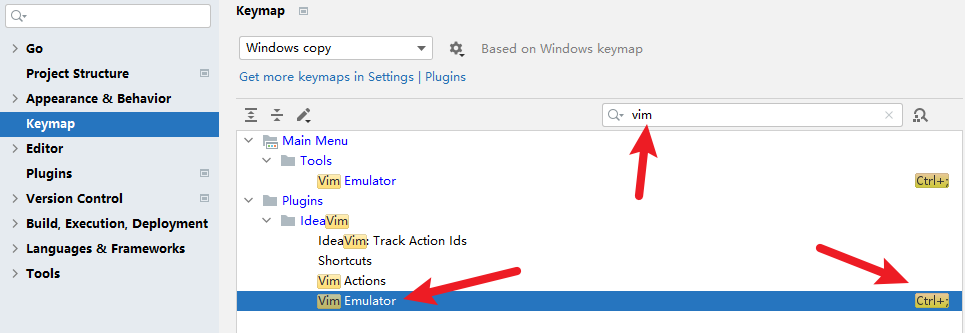 Keymap
Windows copy
Based on Windows keymap
Get more keymaps in Settings | Plugins
Go
Project Structure
Appearance & Behavior
Keymap
Editor
Plugins
Version Control
Build, Execution, Deployment
Languages & Frameworks
Tools
vim
Main Menu
Tools
Vim Emulator Ctrl+;
Plugins
IdeaVim
IdeaVim: Track Action Ids
Shortcuts
Vim Actions
Vim Emulator Ctrl+;